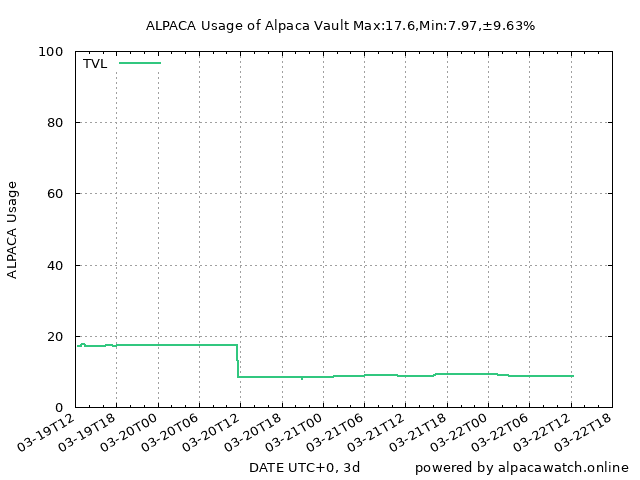 ALPACA Usage of Alpaca Vault Max:17.6,Min:7.97,±9.63%
TVL
100
80
60
40
20
0
ALPACA Usage
03-19T12
03-19T18
03-20T00
03-20T06
03-20T12
03-20T18
03-21T00
03-21T06
03-21T12
03-21T18
03-22T00
03-22T06
03-22T12
03-22T18
DATE UTC+0, 3d
powered by alpacawatch.online